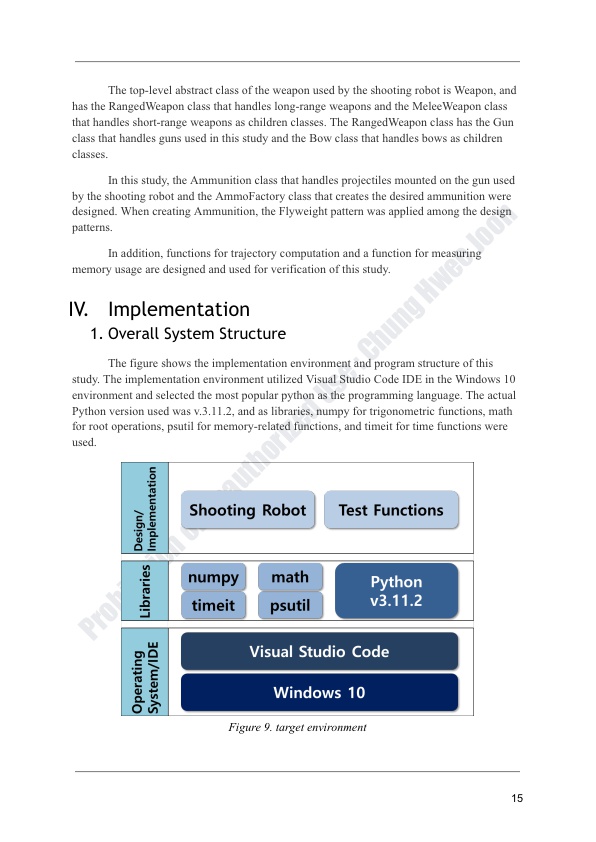 The top-level abstract class of the weapon used by the shooting robot is Weapon, and
has the RangedWeapon class that handles long-range weapons and the MeleeWeapon class
that handles short-range weapons as children classes. The RangedWeapon class has the Gun
class that handles guns used in this study and the Bow class that handles bows as children
classes.
In this study, the Ammunition class that handles projectiles mounted on the gun used
by the shooting robot and the AmmoFactory class that creates the desired ammunition were
designed. When creating Ammunition, the Flyweight pattern was applied among the design
patterns.
In addition, functions for trajectory computation and a function for measuring
memory usage are designed and used for verification of this study.
IV. Implementation
1. Overall System Structure
The figure shows the implementation environment and program structure of this
study. The implementation environment utilized Visual Studio Code IDE in the Windows 10
environment and selected the most popular python as the programming language. The actual
Python version used was v.3.11.2, and as libraries, numpy for trigonometric functions, math
for root operations, psutil for memory-related functions, and timeit for time functions were
used.
Design/
Implementation
Shooting Robot
Test Functions
Libraries
numpy
math
timeit
psutil
Python
v3.11.2
Operating
System/IDE
Visual Studio Code
Windows 10
Figure 9. target environment
15